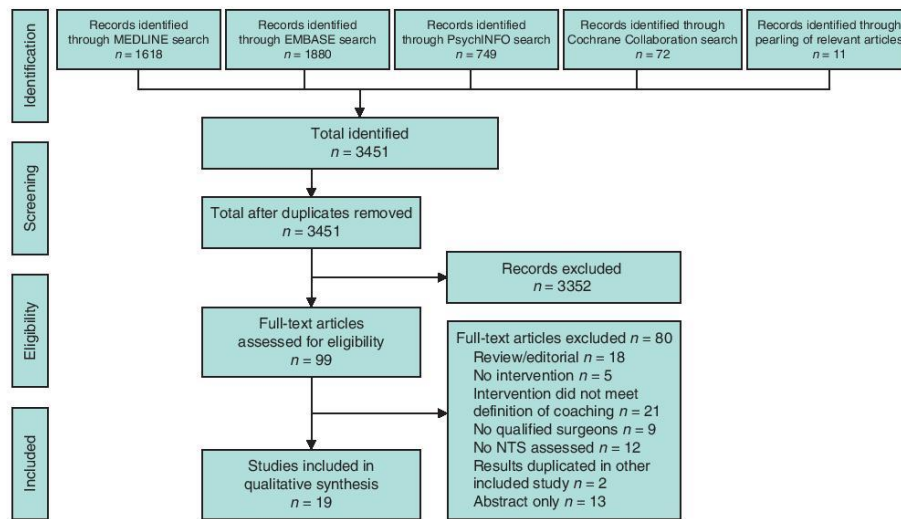 Identification
Records identified
through MEDLINE search
n = 1618
Records identified
through EMBASE search
n = 1880
Records identified
through PsychINFO search
n = 749
Records identified through
Cochrane Collaboration search
n = 72
Records identified through
pearling of relevant articles
n = 11
Total identified
n = 3451
Screening
Total after duplicates removed
n = 3451
Records excluded
n = 3352
Eligibility
Full-text articles
assessed for eligibility
n = 99
Full-text articles excluded n = 80
Review/editorial = 18
No intervention n = 5
Intervention did not meet
definition of coaching n = 21
No qualified surgeons n = 9
No NTS assessed n = 12
Results duplicated in other
included study n = 2
Abstract only n = 13
Included
Studies included in
qualitative synthesis
n = 19